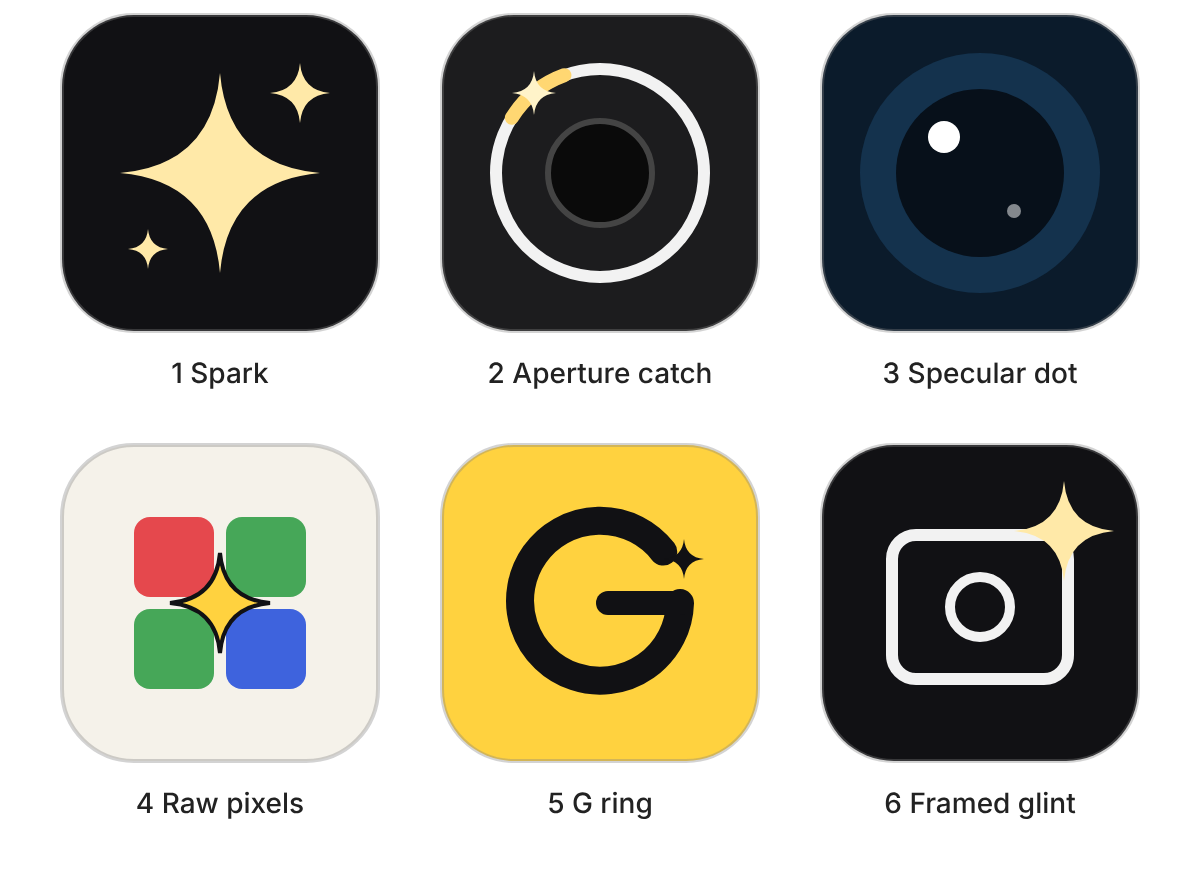 1 Spark
2 Aperture catch
3 Specular dot
G
4 Raw pixels
5 G ring
6 Framed glint